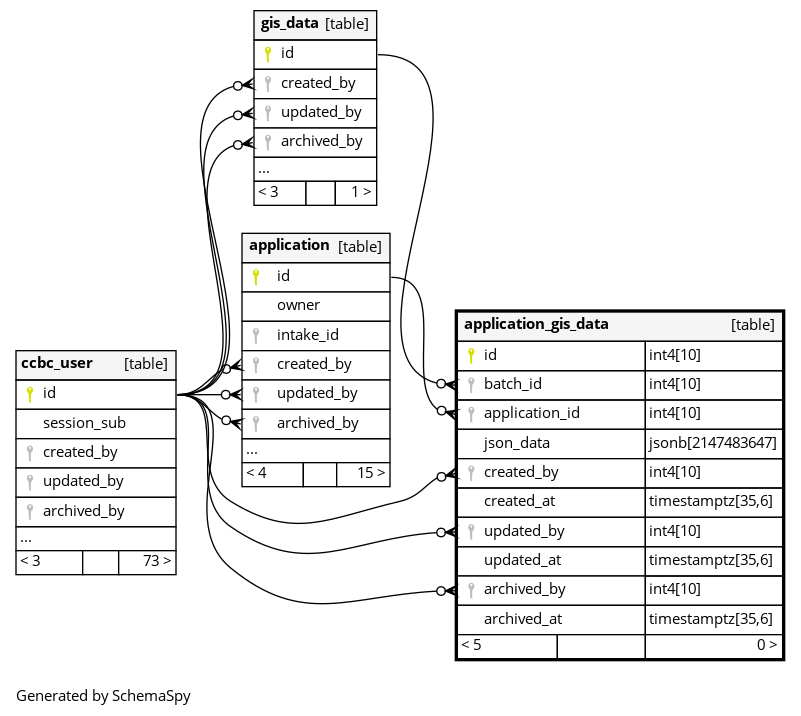 gis_data [table]
id
created_by
updated_by
archived_by
...
< 3 1 >
application [table]
id
owner
intake_id
created_by
updated_by
archived_by
...
< 4 15 >
ccbc_user [table]
id
session_sub
created_by
updated_by
archived_by
...
< 3 73 >
application_gis_data [table]
id int4[10]
batch_id int4[10]
application_id int4[10]
json_data jsonb[2147483647]
created_by int4[10]
created_at timestamptz[35,6]
updated_by int4[10]
updated_at timestamptz[35,6]
archived_by int4[10]
archived_at timestamptz[35,6]
< 5 0 >
Generated by SchemaSpy